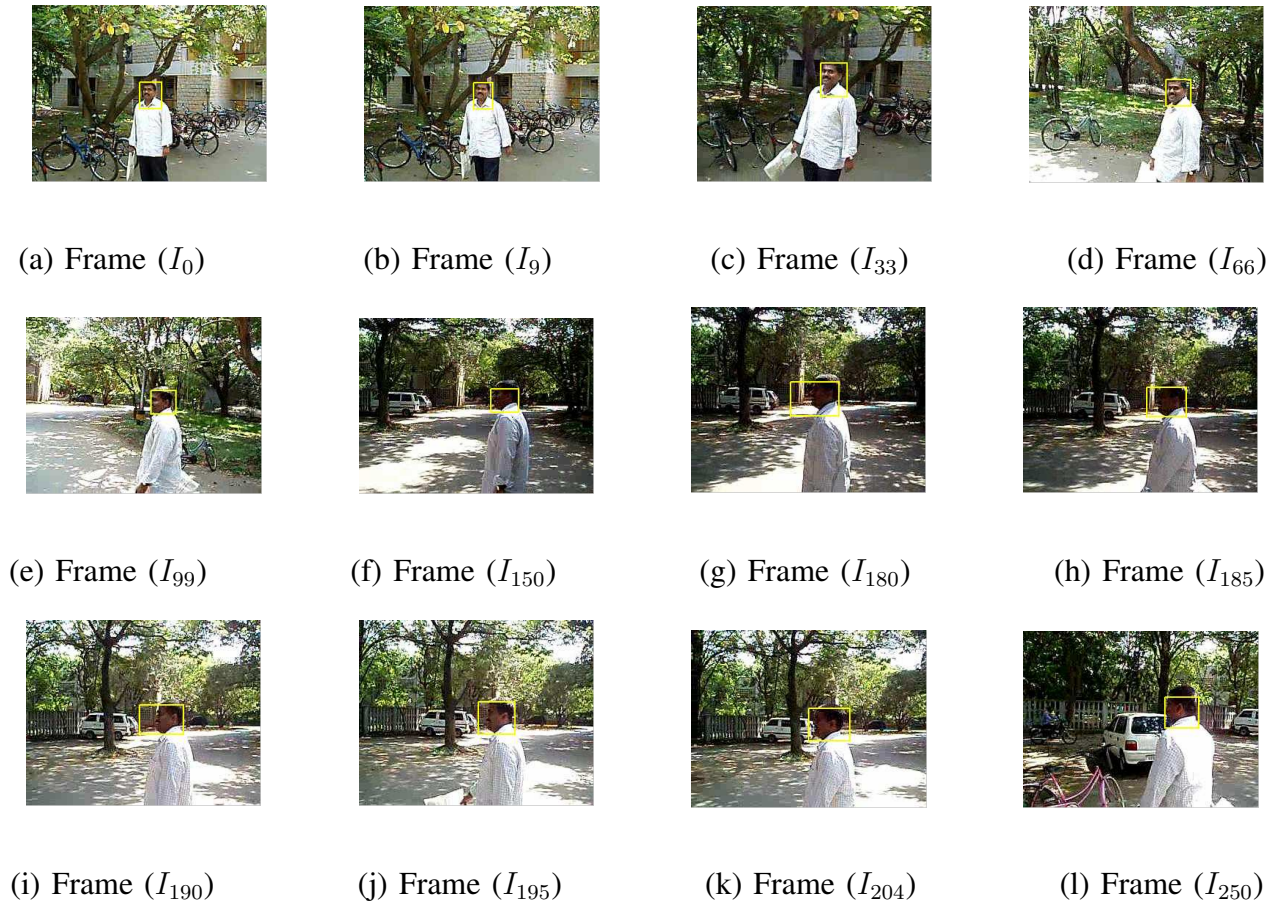 (a) Frame (I₀) (b) Frame (I₉) (c) Frame (I₃₃) (d) Frame (I₆₆)
(e) Frame (I₉₉) (f) Frame (I₁₅₀) (g) Frame (I₁₈₀) (h) Frame (I₁₈₅)
(i) Frame (I₁₉₀) (j) Frame (I₁₉₅) (k) Frame (I₂₀₄) (l) Frame (I₂₅₀)